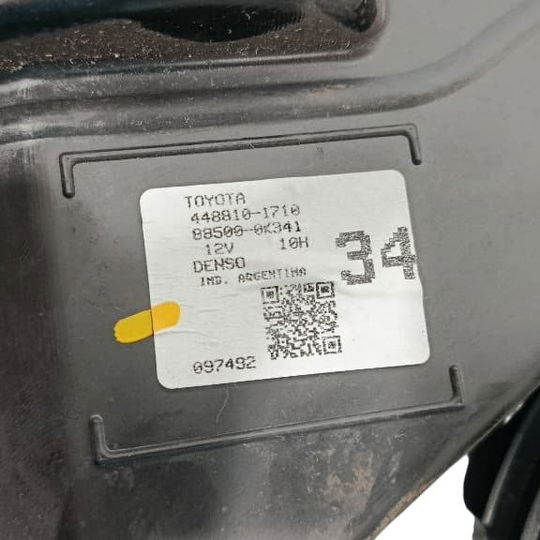 TOYOTA
448810-1710
88500-0K341
12V 10H
DENSO
IND. ARGENTINA
34
097492